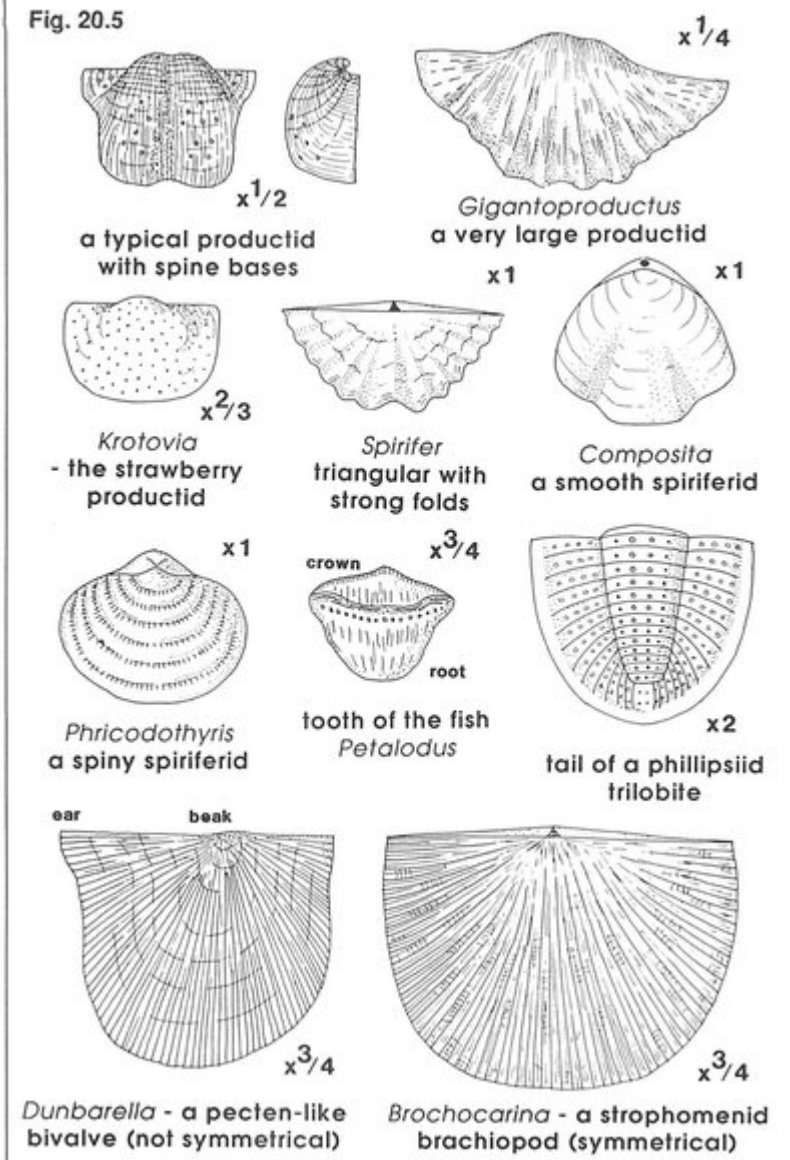 Fig. 20.5
x1/4
x1/2
a typical productid
with spine bases
Gigantoproductus
a very large productid
x2/3
Krotovia
- the strawberry
productid
x1
Spirifer
triangular with
strong folds
x1
Composita
a smooth spiriferid
x1
Phricodothyris
a spiny spiriferid
crown
x3/4
root
tooth of the fish
Petalodus
x2
tail of a phillipsiid
trilobite
ear
beak
x3/4
Dunbarella - a pecten-like
bivalve (not symmetrical)
x3/4
Brochocarina - a strophomenid
brachiopod (symmetrical)